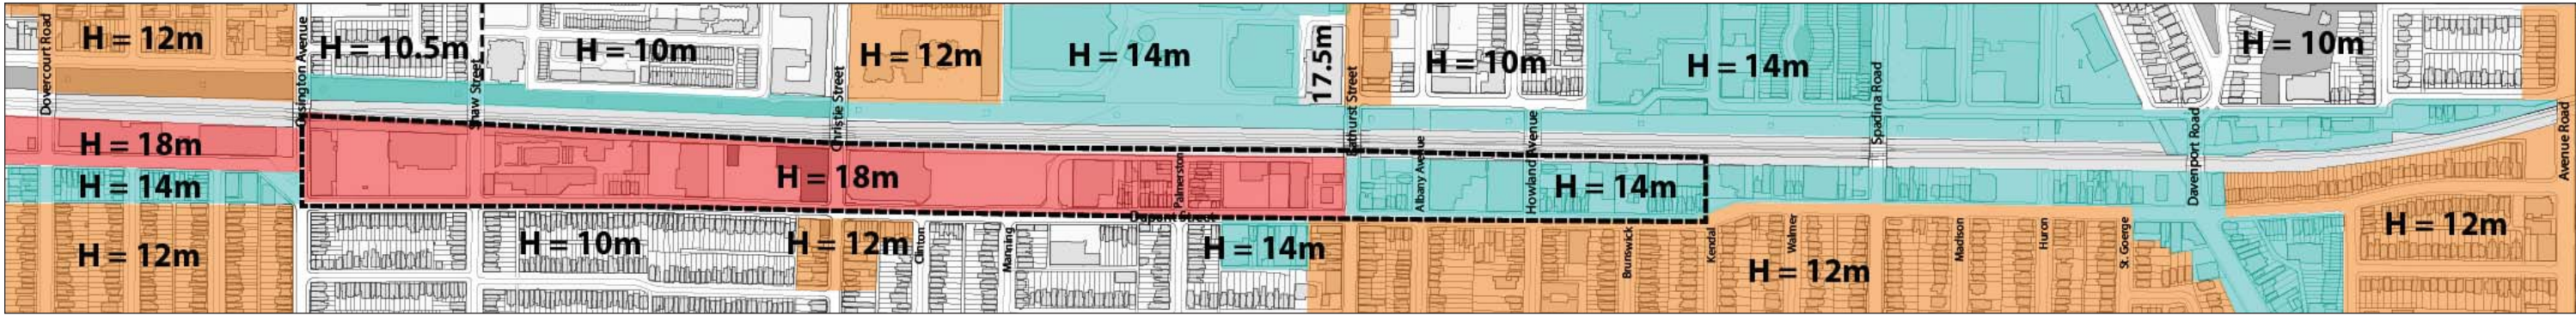 Dovercourt Road
H = 12m
Ossington Avenue
H = 10.5m
Shaw Street
H = 10m
Christie Street
H = 12m
H = 14m
17.5m
Bathurst Street
H = 10m
H = 14m
Spadina Road
Davenport Road
H = 10m
Avenue Road
H = 18m
H = 14m
H = 18m
Palmerston
Albany Avenue
Howland Avenue
H = 14m
Dupont Street
H = 12m
H = 10m
H = 12m
Clinton
Manning
H = 14m
Brunswick
Kendal
Walmer
H = 12m
Madison
Huron
St. Goerge
H = 12m